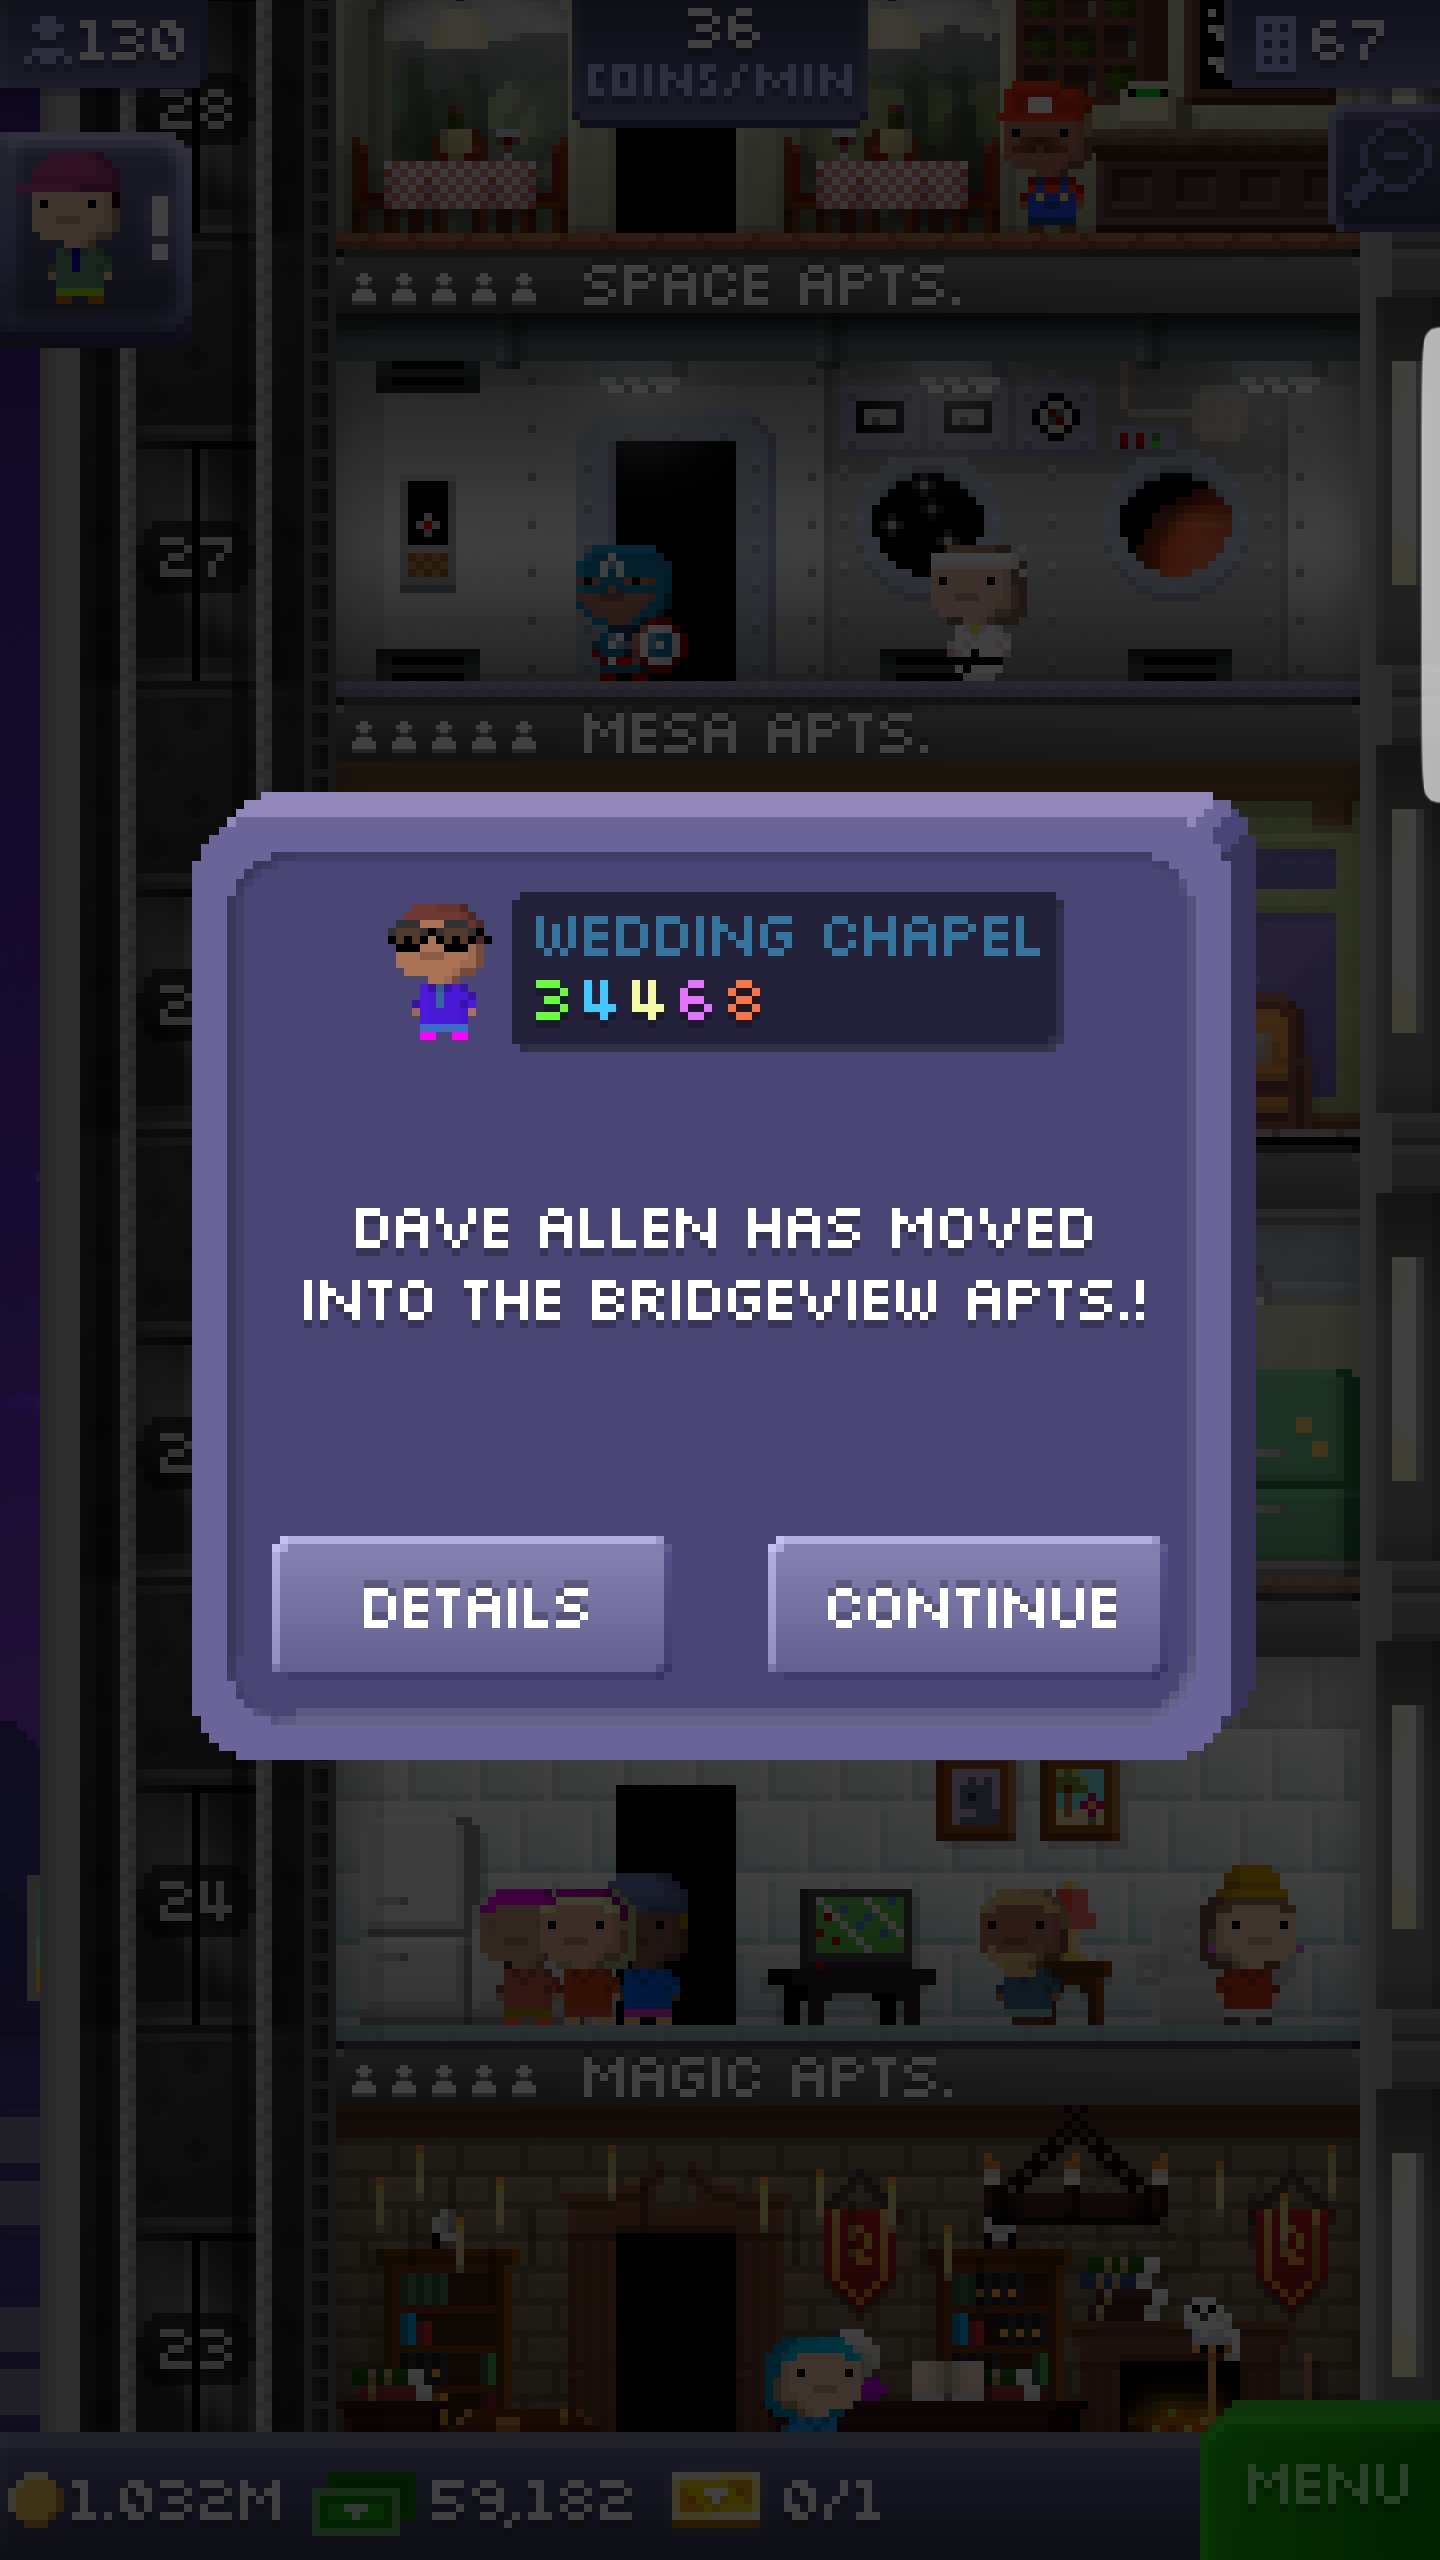 130
36
COINS/MIN
67
28
!
SPACE APTS.
27
MESA APTS.
WEDDING CHAPEL
3 4 4 6 8
DAVE ALLEN HAS MOVED
INTO THE BRIDGEVIEW APTS.!
DETAILS
CONTINUE
24
MAGIC APTS.
23
1.032M
59,182
0/1
MENU